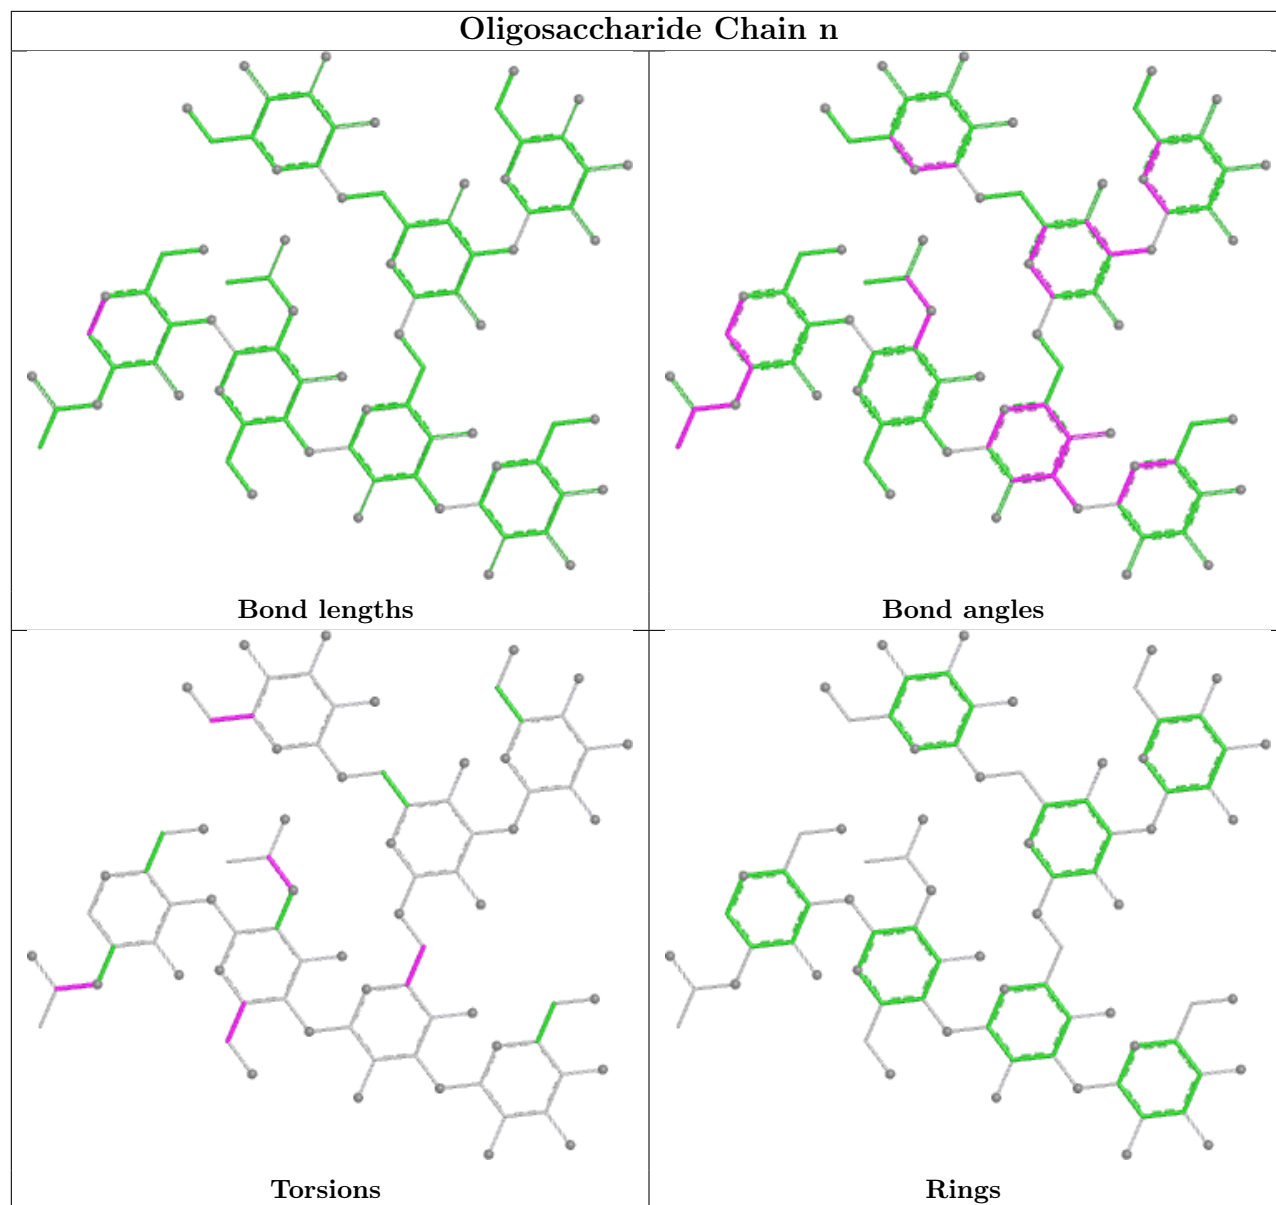 Oligosaccharide Chain n
Bond lengths
Bond angles
Torsions
Rings